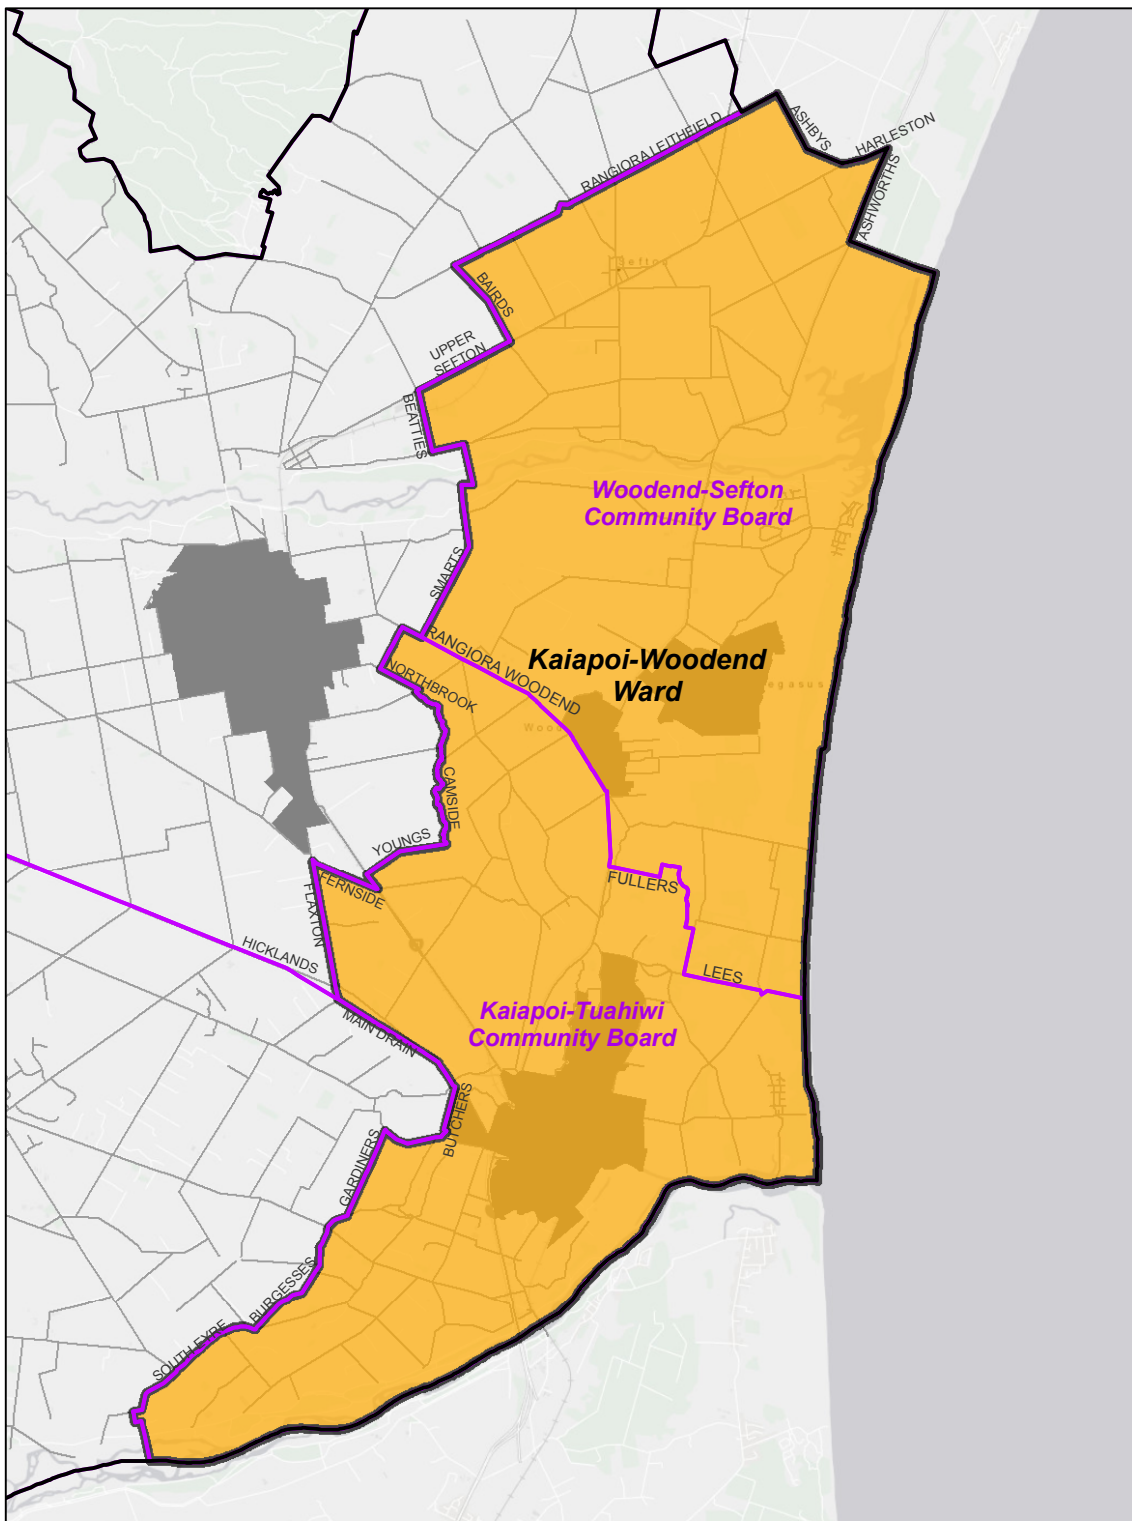 RANGIORA LEITHFIELD
ASHBYS
HARLESTON
ASHWORTHS
Sefton
BAIRDS
UPPER
SEFTON
BEATTIES
Woodend-Sefton
Community Board
SMARTS
RANGIORA WOODEND
Kaiapoi-Woodend
Ward
NORTHBROOK
CAMSIDE
YOUNGS
FERNSIDE
FLAXTON
FULLERS
HICKLANDS
LEES
Kaiapoi-Tuahiwi
Community Board
MAIN DRAIN
BUTCHERS
GARDINERS
BURGESSES
SOUTH EYRE